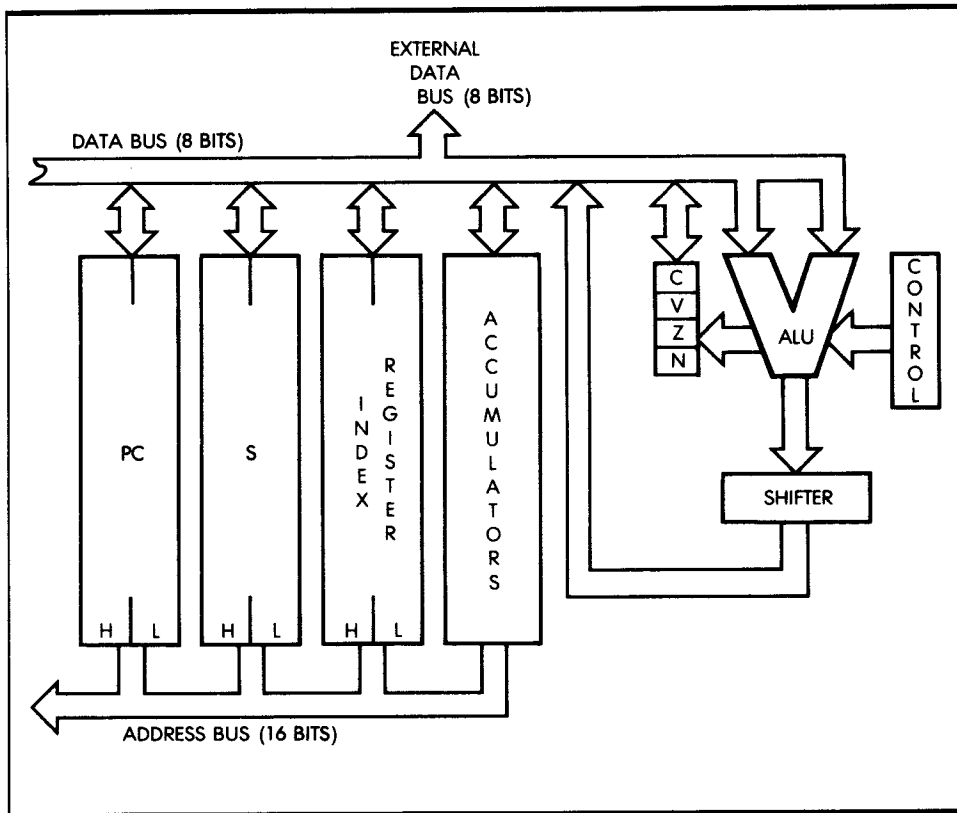 EXTERNAL
DATA
BUS (8 BITS)
DATA BUS (8 BITS)
C
V
Z
N
ALU
CONTROL
PC
S
INDEX
REGISTER
ACCUMULATORS
SHIFTER
H L
H L
H L
ADDRESS BUS (16 BITS)